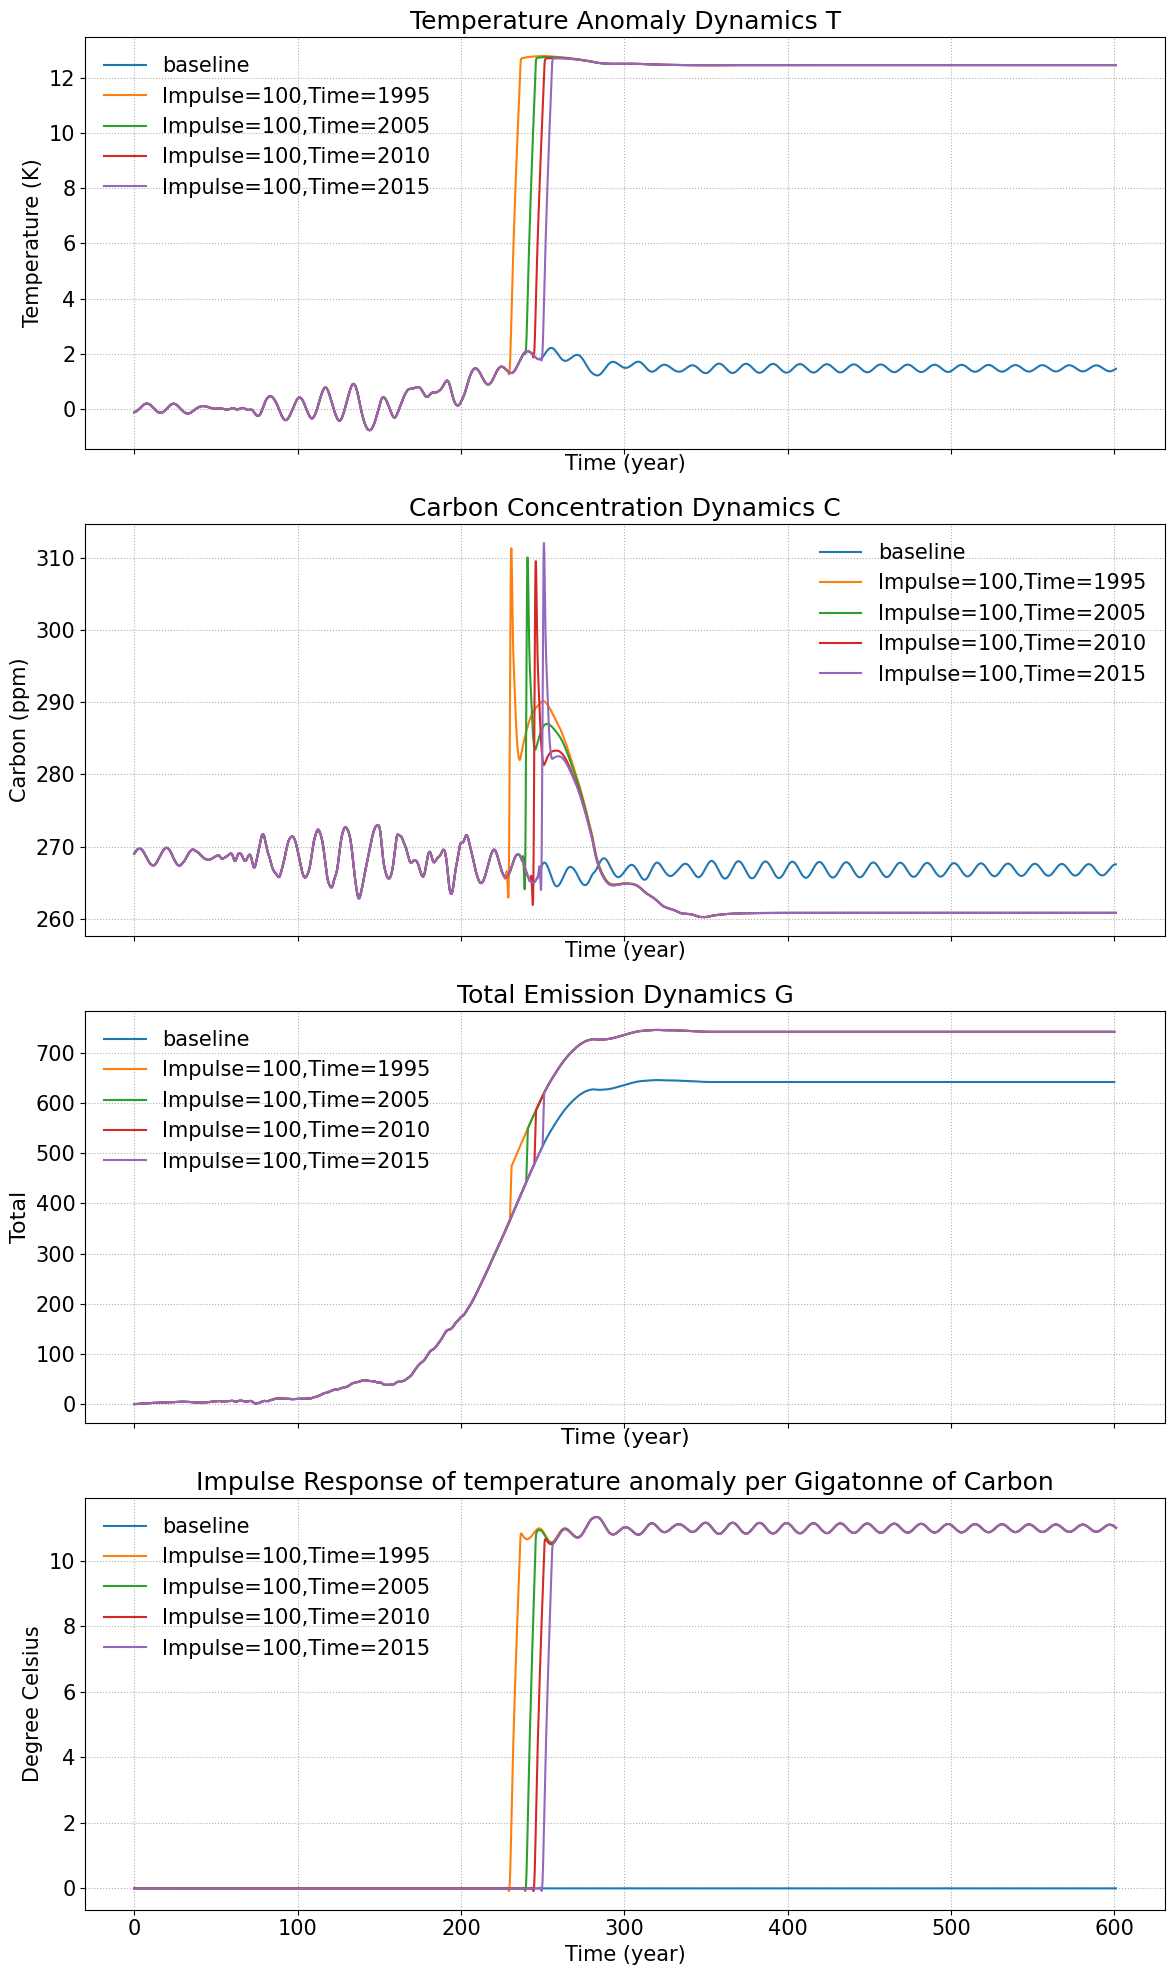 Temperature Anomaly Dynamics T
baseline
Impulse=100,Time=1995
Impulse=100,Time=2005
Impulse=100,Time=2010
Impulse=100,Time=2015
Temperature (K)
12
10
8
6
4
2
0
Time (year)
Carbon Concentration Dynamics C
baseline
Impulse=100,Time=1995
Impulse=100,Time=2005
Impulse=100,Time=2010
Impulse=100,Time=2015
Carbon (ppm)
310
300
290
280
270
260
Time (year)
Total Emission Dynamics G
baseline
Impulse=100,Time=1995
Impulse=100,Time=2005
Impulse=100,Time=2010
Impulse=100,Time=2015
Total
700
600
500
400
300
200
100
0
Time (year)
Impulse Response of temperature anomaly per Gigatonne of Carbon
baseline
Impulse=100,Time=1995
Impulse=100,Time=2005
Impulse=100,Time=2010
Impulse=100,Time=2015
Degree Celsius
10
8
6
4
2
0
0 100 200 300 400 500 600
Time (year)